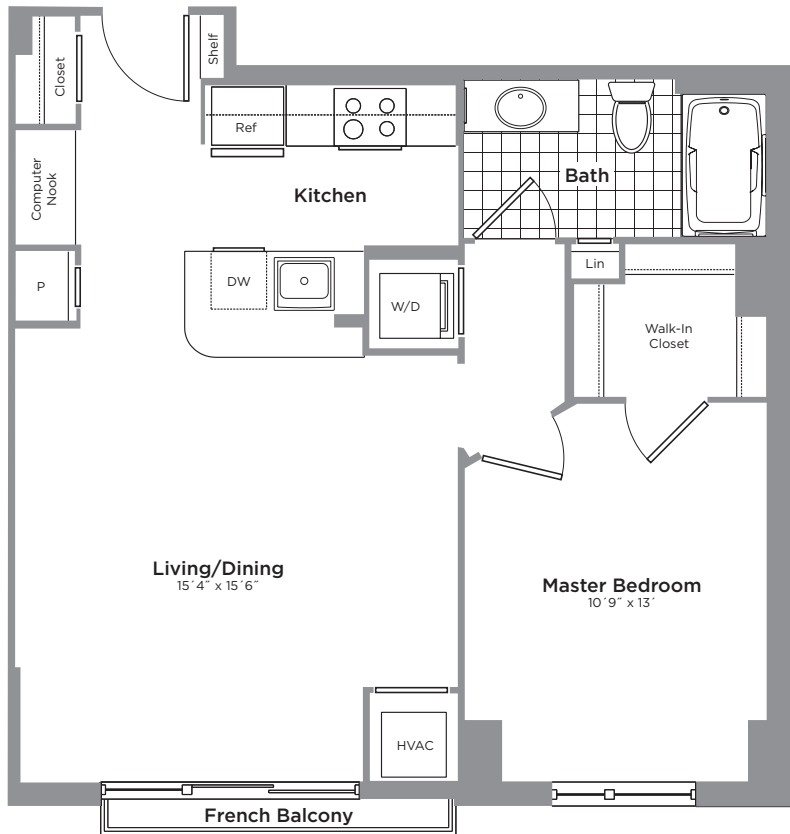 Shelf
Closet
Ref
Computer
Nook
Kitchen
Bath
P
DW
W/D
Lin
Walk-In
Closet
Living/Dining
15´4˝ x 15´6˝
Master Bedroom
10´9˝ x 13´
HVAC
French Balcony